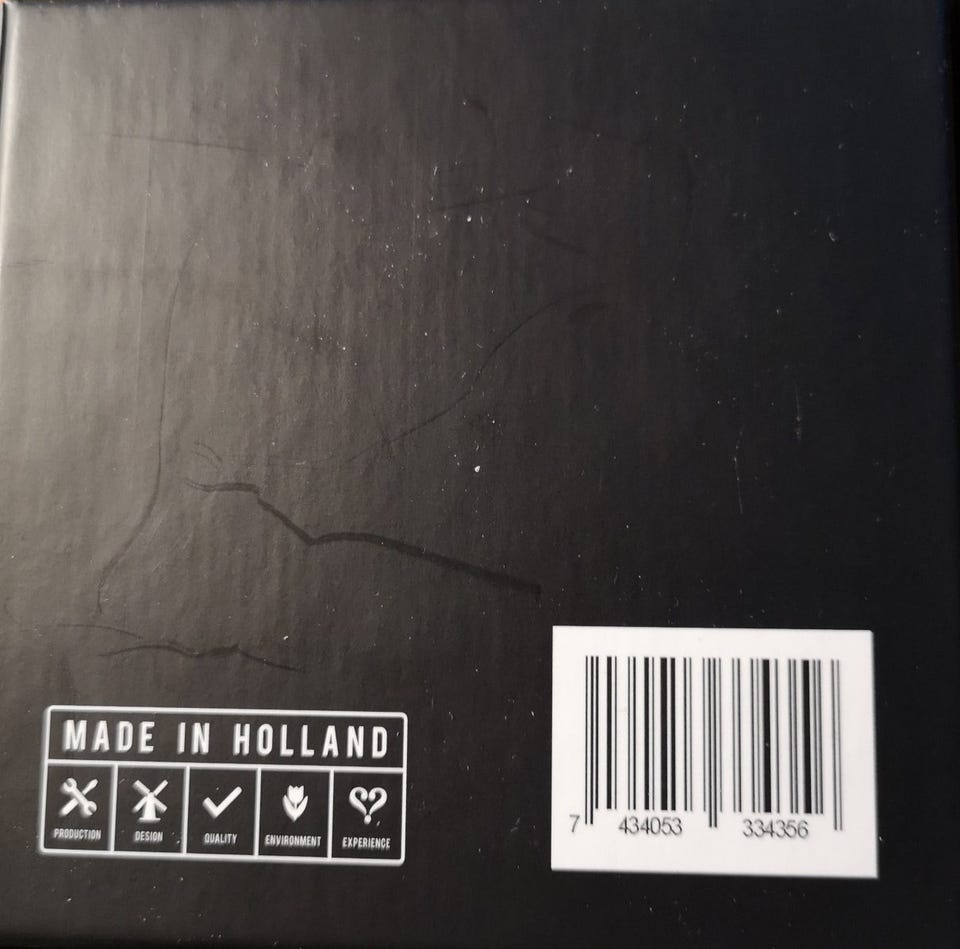 MADE IN HOLLAND
PRODUCTION DESIGN QUALITY ENVIRONMENT EXPERIENCE
7 434053 334356